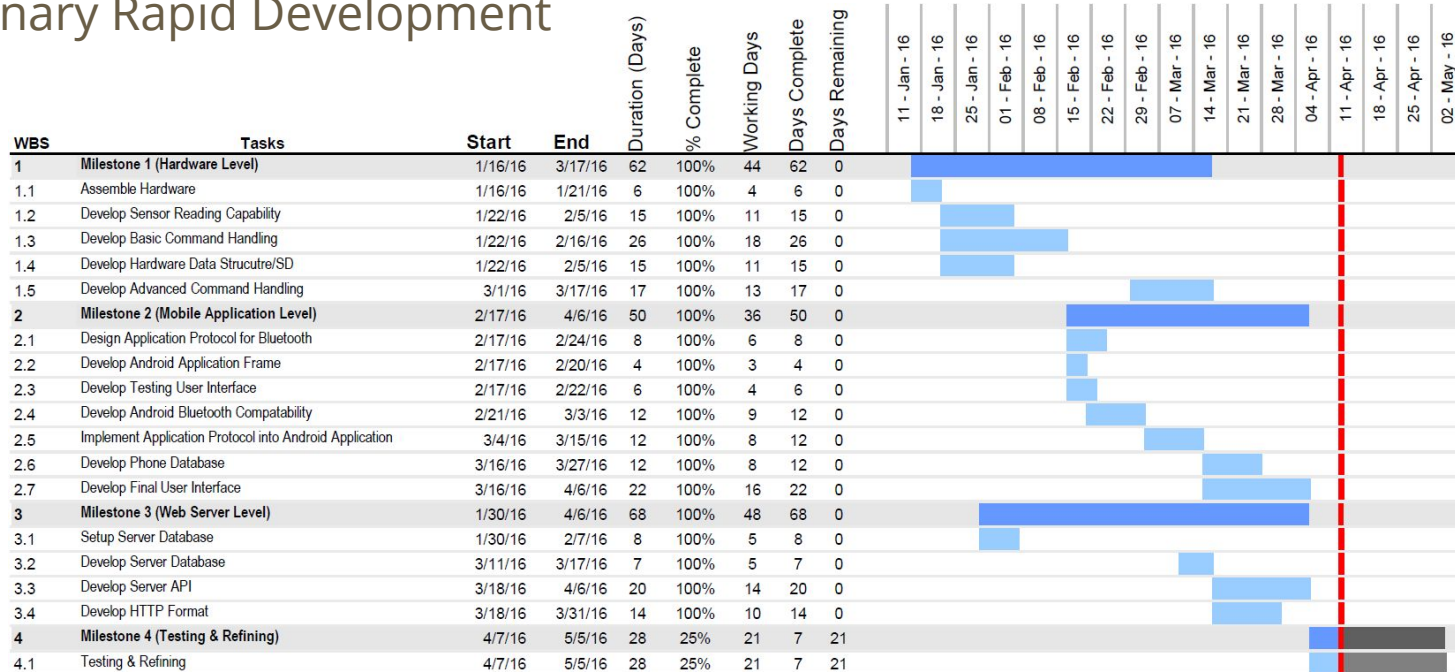 nary Rapid Development
WBS Tasks Start End Duration (Days) % Complete Working Days Days Complete Days Remaining 11 - Jan - 16 18 - Jan - 16 25 - Jan - 16 01 - Feb - 16 08 - Feb - 16 15 - Feb - 16 22 - Feb - 16 29 - Feb - 16 07 - Mar - 16 14 - Mar - 16 21 - Mar - 16 28 - Mar - 16 04 - Apr - 16 11 - Apr - 16 18 - Apr - 16 25 - Apr - 16 02 - May - 16
1 Milestone 1 (Hardware Level) 1/16/16 3/17/16 62 100% 44 62 0
1.1 Assemble Hardware 1/16/16 1/21/16 6 100% 4 6 0
1.2 Develop Sensor Reading Capability 1/22/16 2/5/16 15 100% 11 15 0
1.3 Develop Basic Command Handling 1/22/16 2/16/16 26 100% 18 26 0
1.4 Develop Hardware Data Strucutre/SD 1/22/16 2/5/16 15 100% 11 15 0
1.5 Develop Advanced Command Handling 3/1/16 3/17/16 17 100% 13 17 0
2 Milestone 2 (Mobile Application Level) 2/17/16 4/6/16 50 100% 36 50 0
2.1 Design Application Protocol for Bluetooth 2/17/16 2/24/16 8 100% 6 8 0
2.2 Develop Android Application Frame 2/17/16 2/20/16 4 100% 3 4 0
2.3 Develop Testing User Interface 2/17/16 2/22/16 6 100% 4 6 0
2.4 Develop Android Bluetooth Compatability 2/21/16 3/3/16 12 100% 9 12 0
2.5 Implement Application Protocol into Android Application 3/4/16 3/15/16 12 100% 8 12 0
2.6 Develop Phone Database 3/16/16 3/27/16 12 100% 8 12 0
2.7 Develop Final User Interface 3/16/16 4/6/16 22 100% 16 22 0
3 Milestone 3 (Web Server Level) 1/30/16 4/6/16 68 100% 48 68 0
3.1 Setup Server Database 1/30/16 2/7/16 8 100% 5 8 0
3.2 Develop Server Database 3/11/16 3/17/16 7 100% 5 7 0
3.3 Develop Server API 3/18/16 4/6/16 20 100% 14 20 0
3.4 Develop HTTP Format 3/18/16 3/31/16 14 100% 10 14 0
4 Milestone 4 (Testing & Refining) 4/7/16 5/5/16 28 25% 21 7 21
4.1 Testing & Refining 4/7/16 5/5/16 28 25% 21 7 21